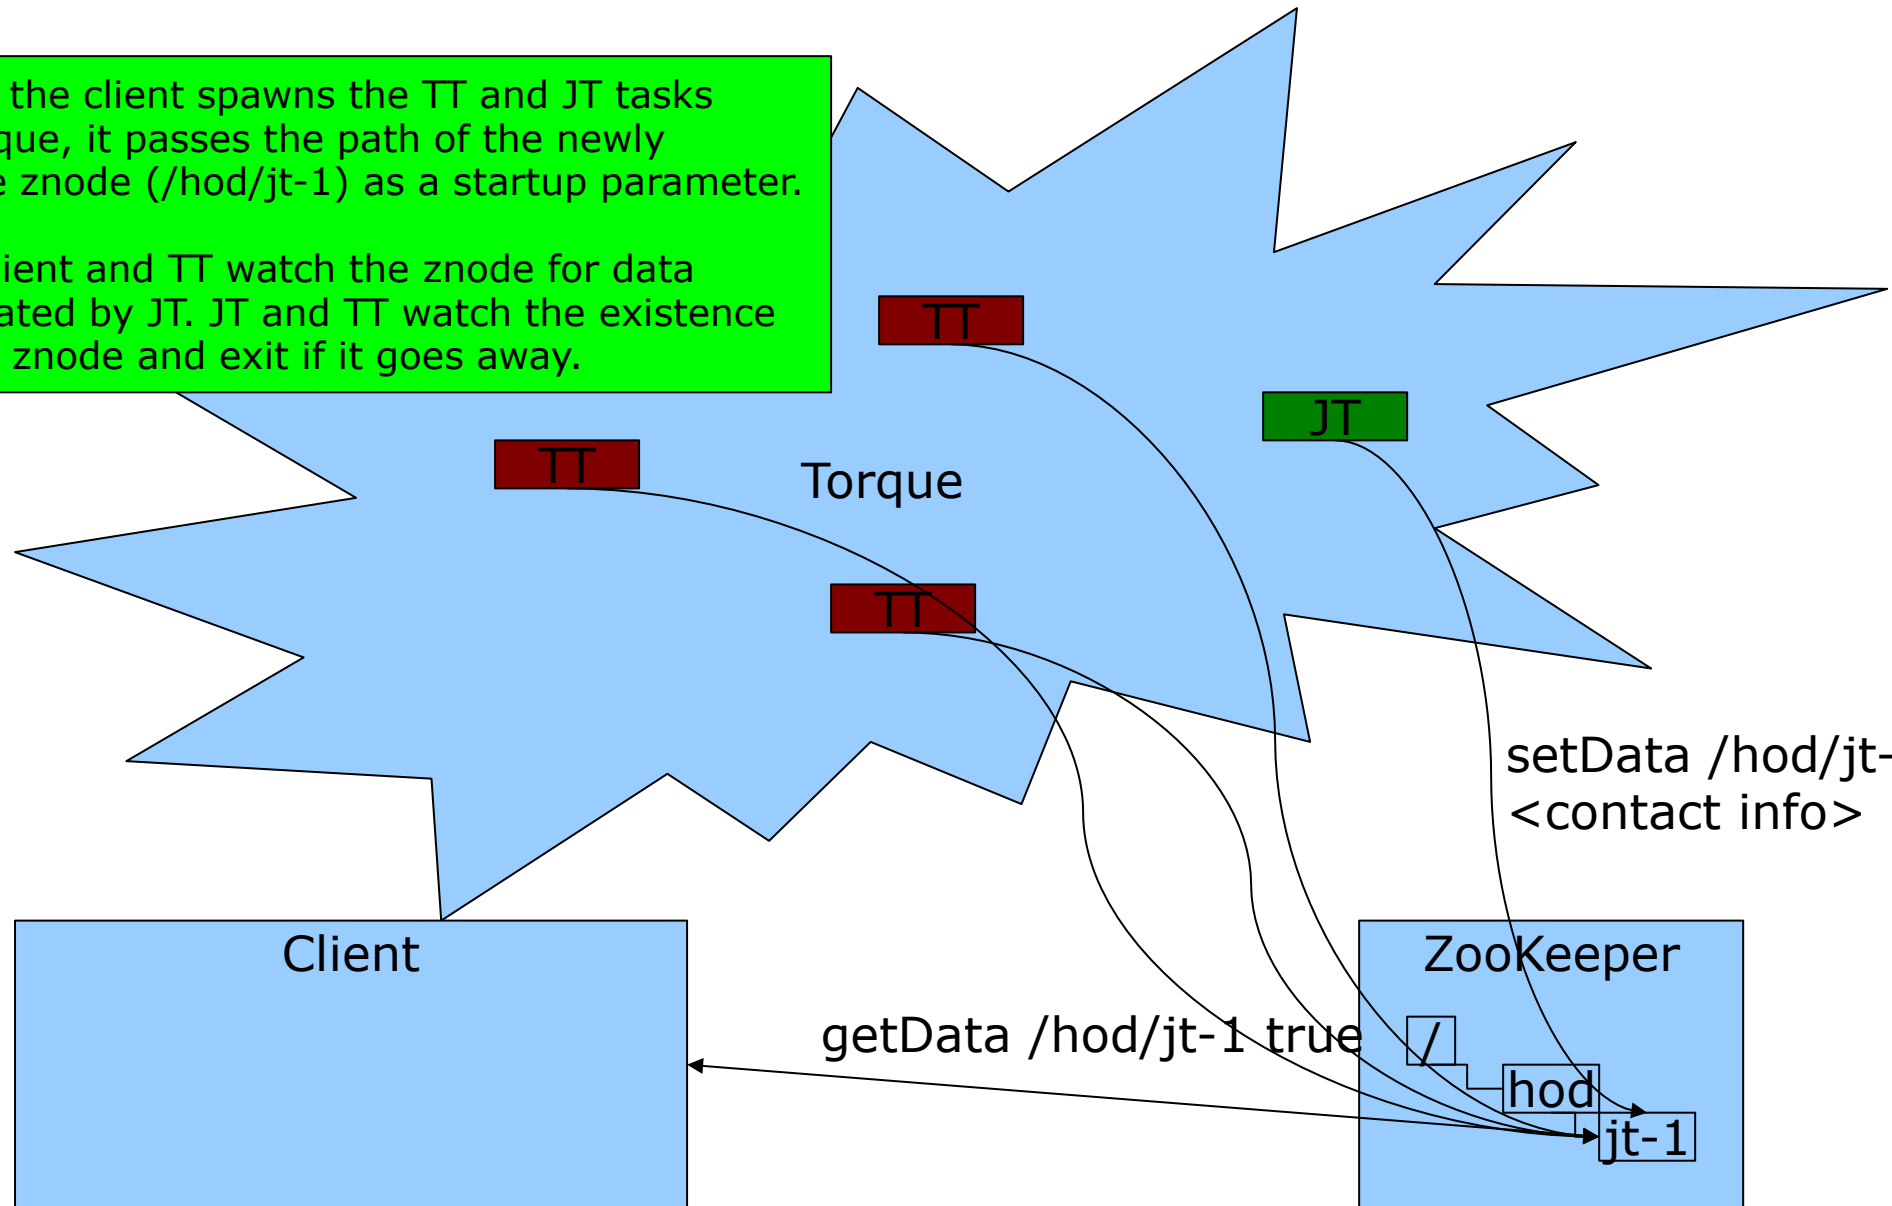 the client spawns the TT and JT tasks
que, it passes the path of the newly
e znode (/hod/jt-1) as a startup parameter.
ient and TT watch the znode for data
ated by JT. JT and TT watch the existence
znode and exit if it goes away.
TT
JT
TT
Torque
TT
setData /hod/jt-
<contact info>
Client
ZooKeeper
getData /hod/jt-1 true
/
hod
jt-1